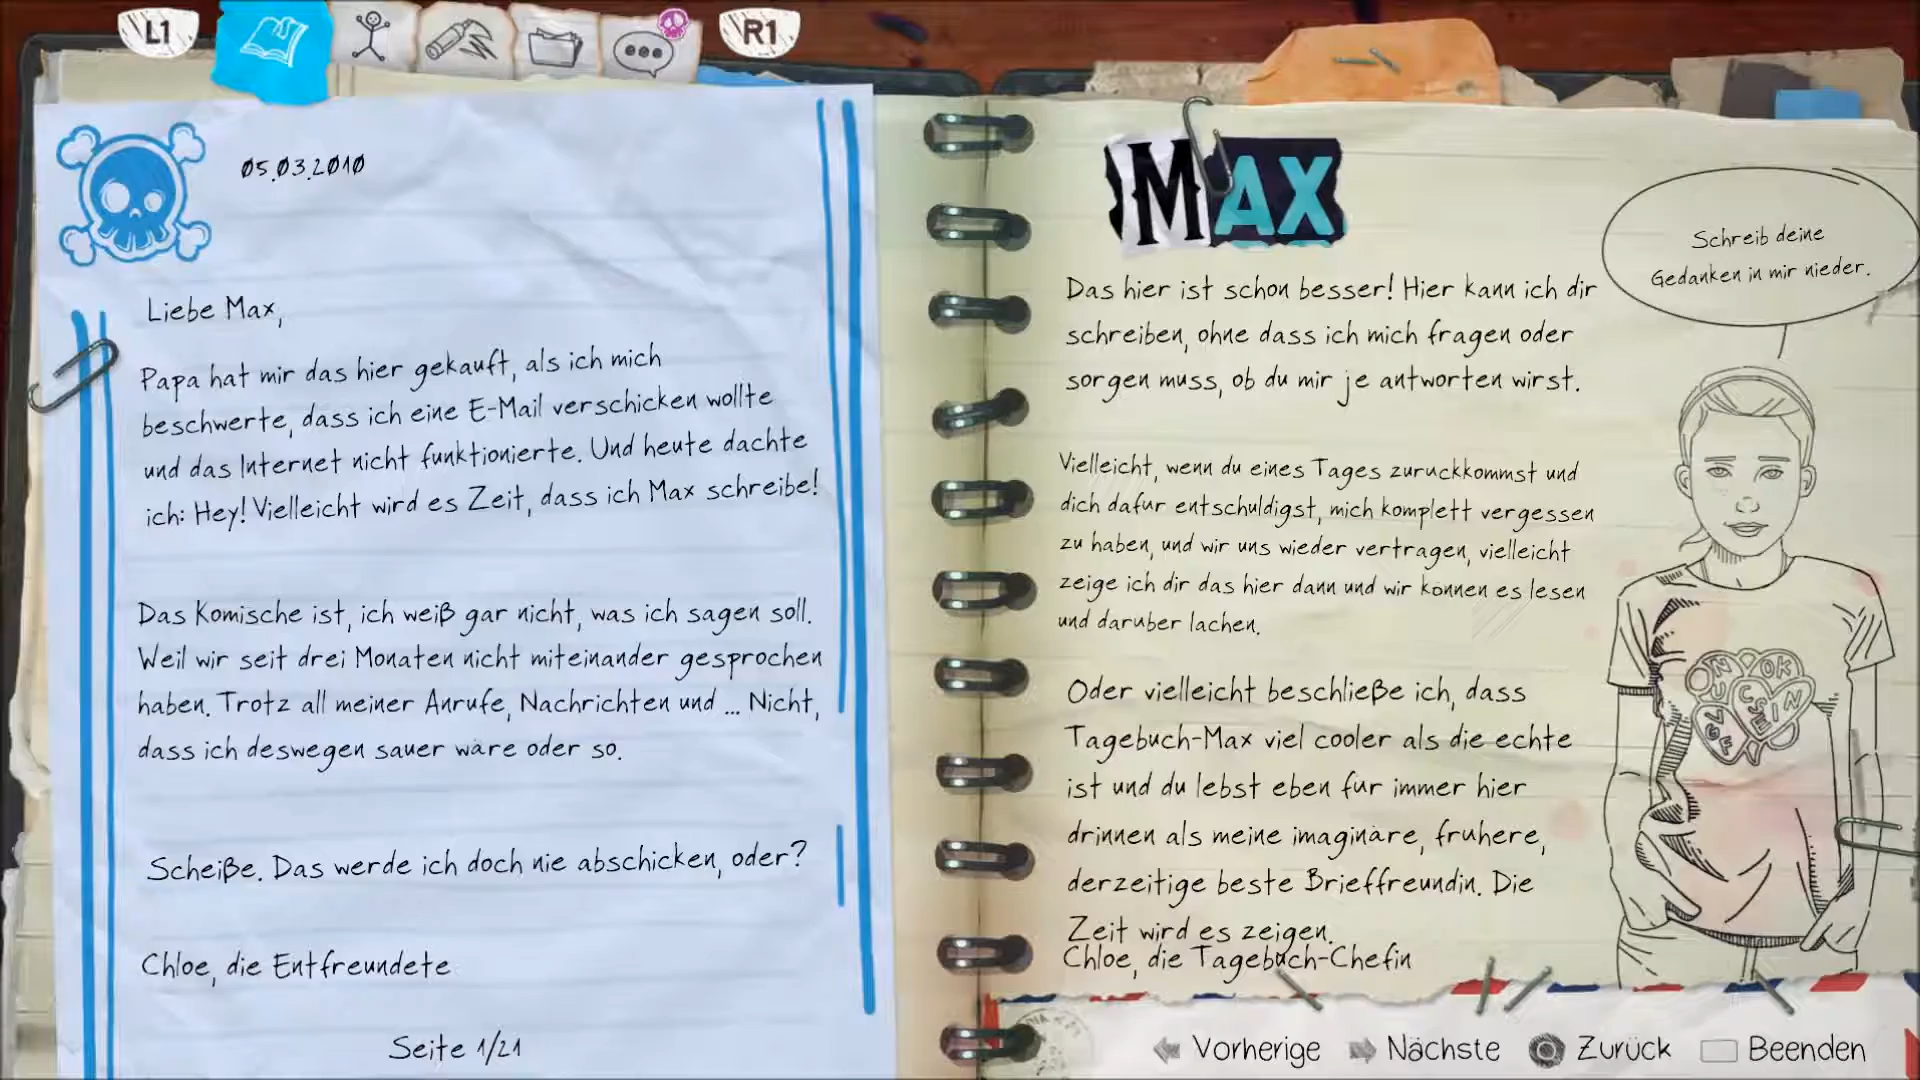 L1
R1
05.03.2010
Liebe Max,
Papa hat mir das hier gekauft, als ich mich
beschwerte, dass ich eine E-Mail verschicken wollte
und das Internet nicht funktionierte. Und heute dachte
ich: Hey! Vielleicht wird es Zeit, dass ich Max schreibe!
Das Komische ist, ich weiß gar nicht, was ich sagen soll.
Weil wir seit drei Monaten nicht miteinander gesprochen
haben. Trotz all meiner Anrufe, Nachrichten und ... Nicht,
dass ich deswegen sauer ware oder so.
Scheiße. Das werde ich doch nie abschicken, oder?
Chloe, die Entfreundete
Seite 1/21
MAX
Das hier ist schon besser! Hier kann ich dir
schreiben, ohne dass ich mich fragen oder
sorgen muss, ob du mir je antworten wirst.
Vielleicht, wenn du eines Tages zuruckkommst und
dich dafur entschuldigst, mich komplett vergessen
zu haben, und wir uns wieder vertragen, vielleicht
zeige ich dir das hier dann und wir konnen es lesen
und daruber lachen.
Oder vielleicht beschließe ich, dass
Tagebuch-Max viel cooler als die echte
ist und du lebst eben fur immer hier
drinnen als meine imaginare, fruhere,
derzeitige beste Brieffreundin. Die
Zeit wird es zeigen.
Chloe, die Tagebuch-Chefin
Schreib deine
Gedanken in mir nieder.
Vorherige
Nächste
Zurück
Beenden